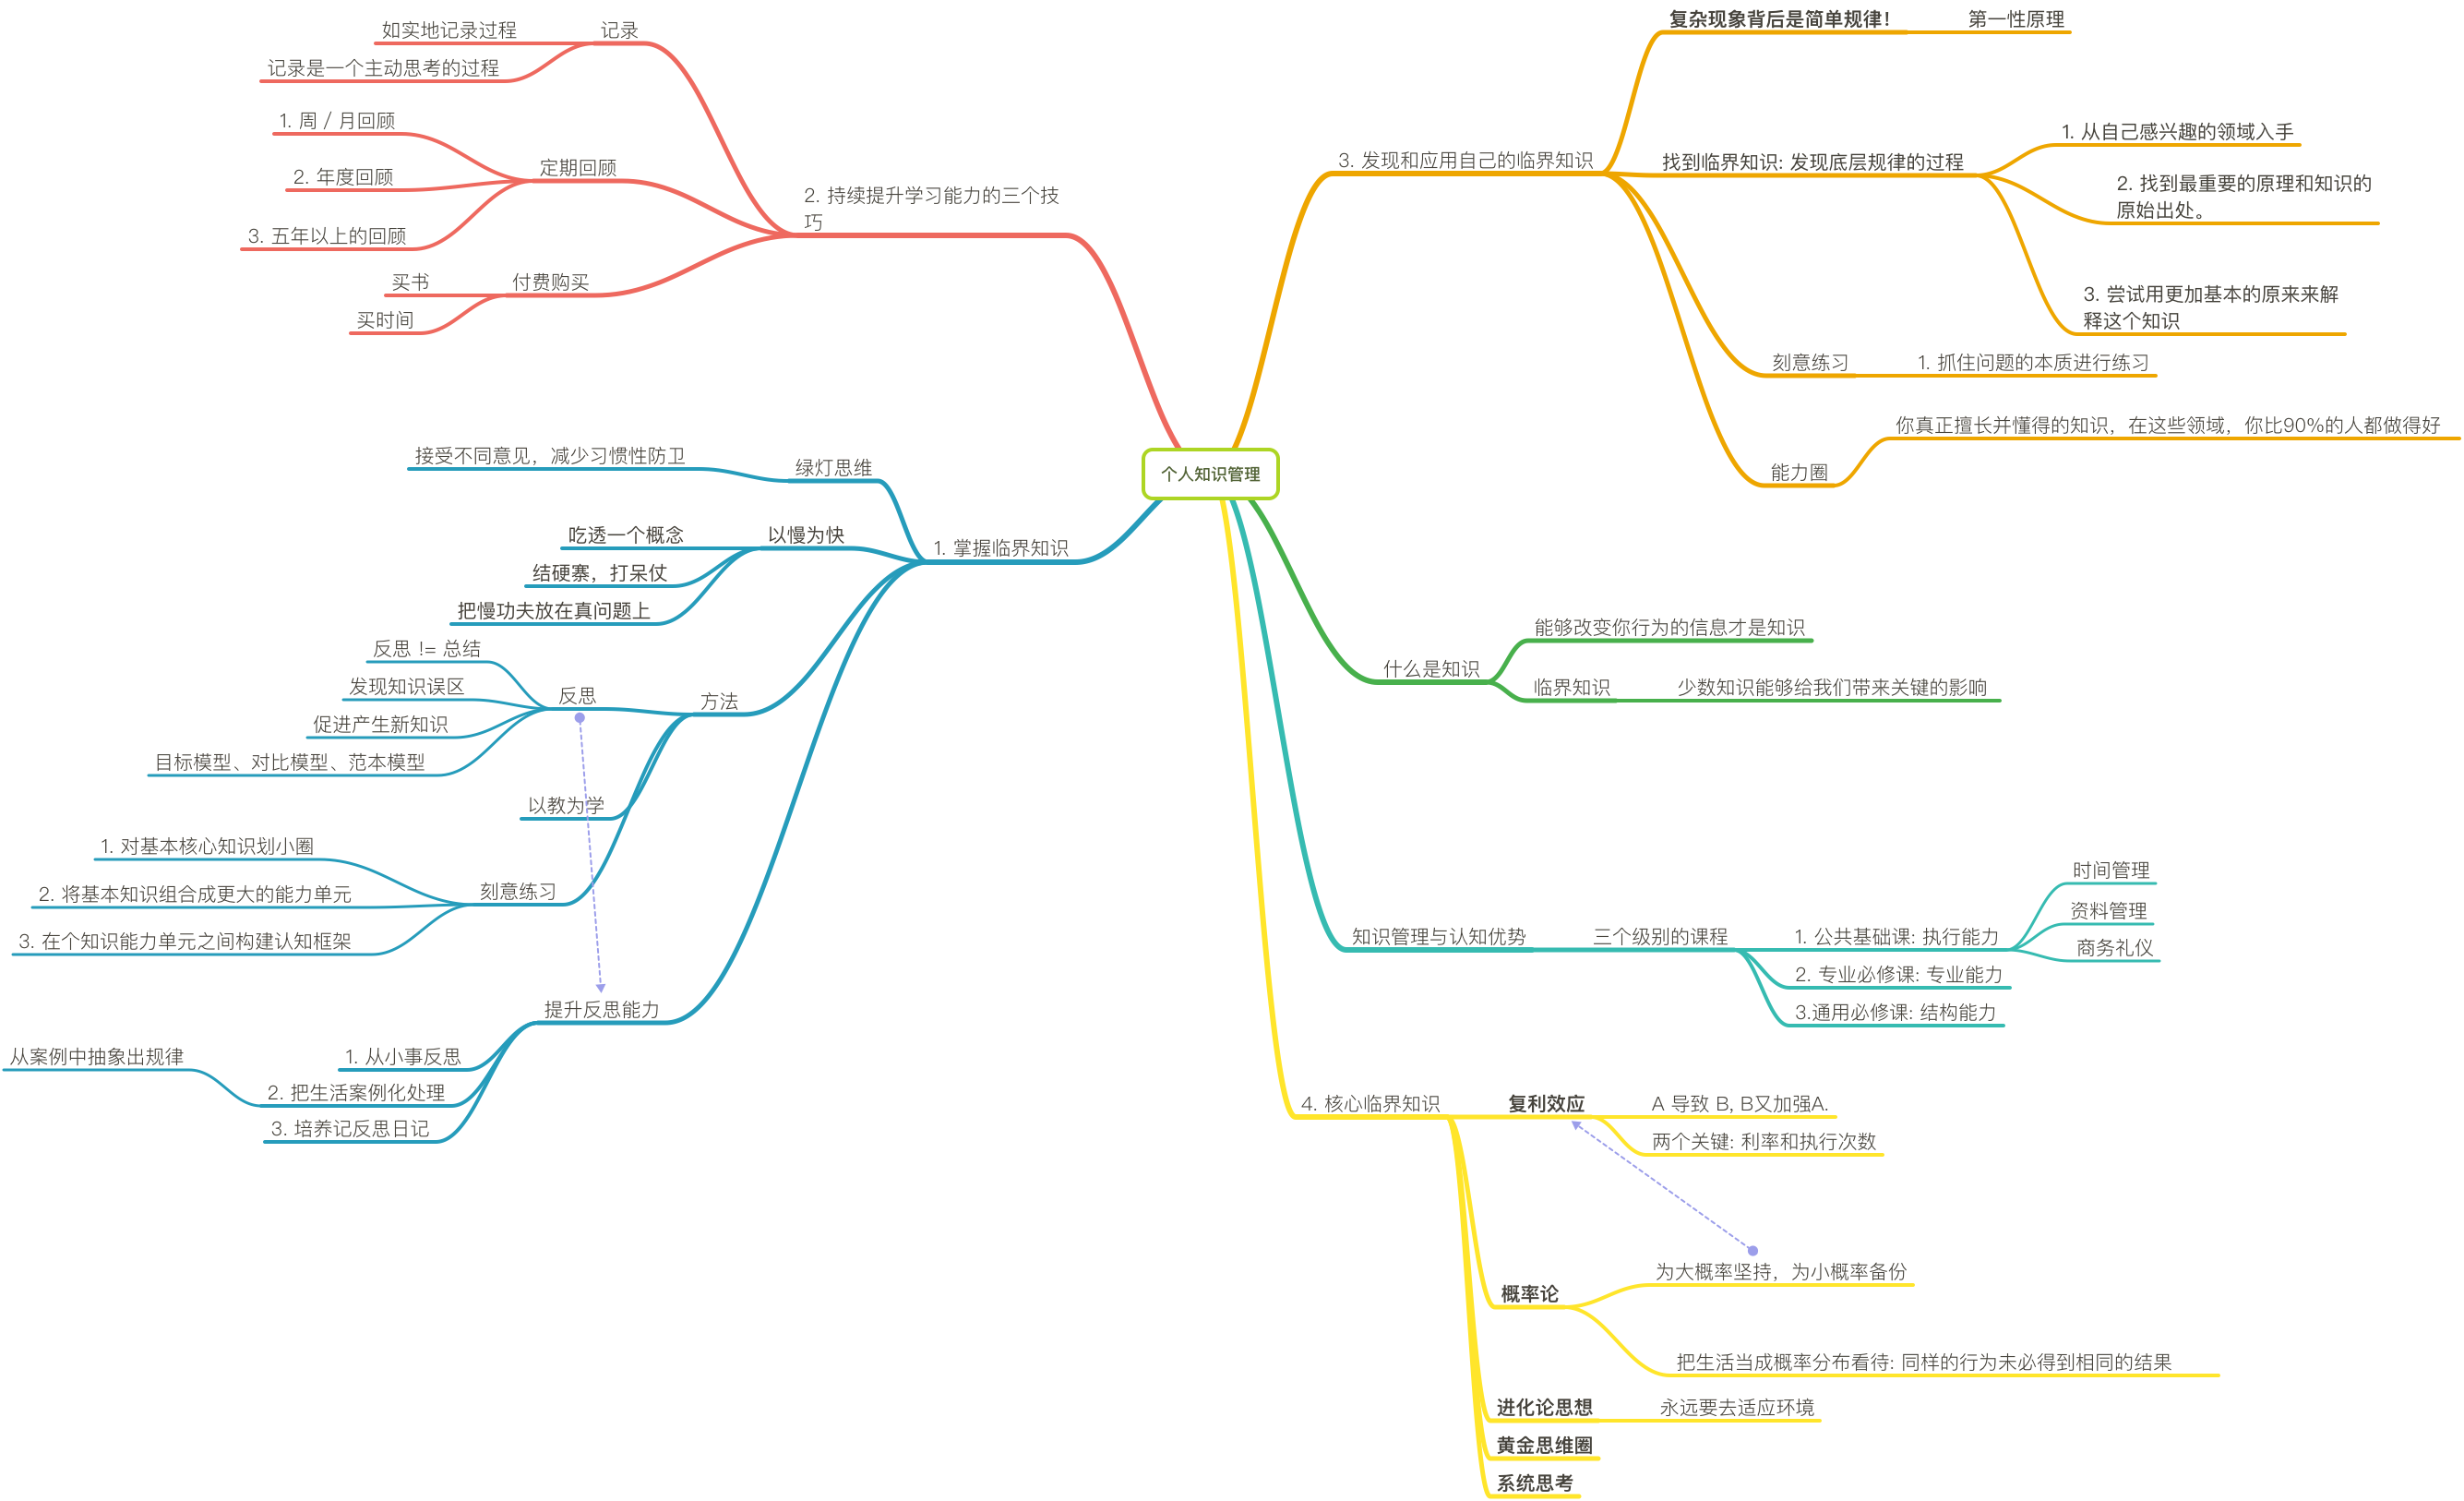 个人知识管理
什么是知识
能够改变你行为的信息才是知识
临界知识
少数知识能够给我们带来关键的影响
知识管理与认知优势
三个级别的课程
1. 公共基础课: 执行能力
时间管理
资料管理
商务礼仪
2. 专业必修课: 专业能力
3.通用必修课: 结构能力
1. 掌握临界知识
绿灯思维
接受不同意见，减少习惯性防卫
以慢为快
吃透一个概念
结硬寨，打呆仗
把慢功夫放在真问题上
方法
反思
反思 != 总结
发现知识误区
促进产生新知识
目标模型、对比模型、范本模型
以教为学
刻意练习
1. 对基本核心知识划小圈
2. 将基本知识组合成更大的能力单元
3. 在个知识能力单元之间构建认知框架
提升反思能力
1. 从小事反思
2. 把生活案例化处理
从案例中抽象出规律
3. 培养记反思日记
2. 持续提升学习能力的三个技
巧
记录
如实地记录过程
记录是一个主动思考的过程
定期回顾
1. 周 / 月回顾
2. 年度回顾
3. 五年以上的回顾
付费购买
买书
买时间
3. 发现和应用自己的临界知识
复杂现象背后是简单规律！
第一性原理
找到临界知识: 发现底层规律的过程
1. 从自己感兴趣的领域入手
2. 找到最重要的原理和知识的
原始出处。
3. 尝试用更加基本的原来来解
释这个知识
刻意练习
1. 抓住问题的本质进行练习
能力圈
你真正擅长并懂得的知识，在这些领域，你比90%的人都做得好
4. 核心临界知识
复利效应
A 导致 B, B又加强A.
两个关键: 利率和执行次数
概率论
为大概率坚持，为小概率备份
把生活当成概率分布看待: 同样的行为未必得到相同的结果
进化论思想
永远要去适应环境
黄金思维圈
系统思考